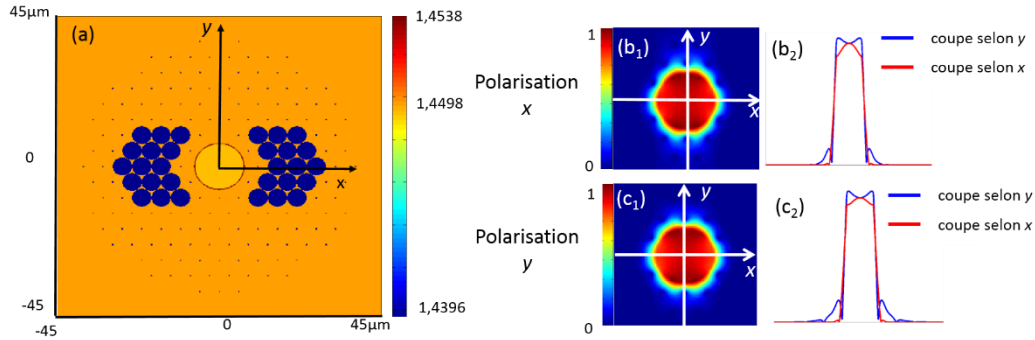 45µm
(a)
y
x
0
-45
-45
0
45µm
1,4538
1,4498
1,4396
Polarisation
x
1
0
(b1)
y
x
(b2)
coupe selon y
coupe selon x
Polarisation
y
1
0
(c1)
y
x
(c2)
coupe selon y
coupe selon x